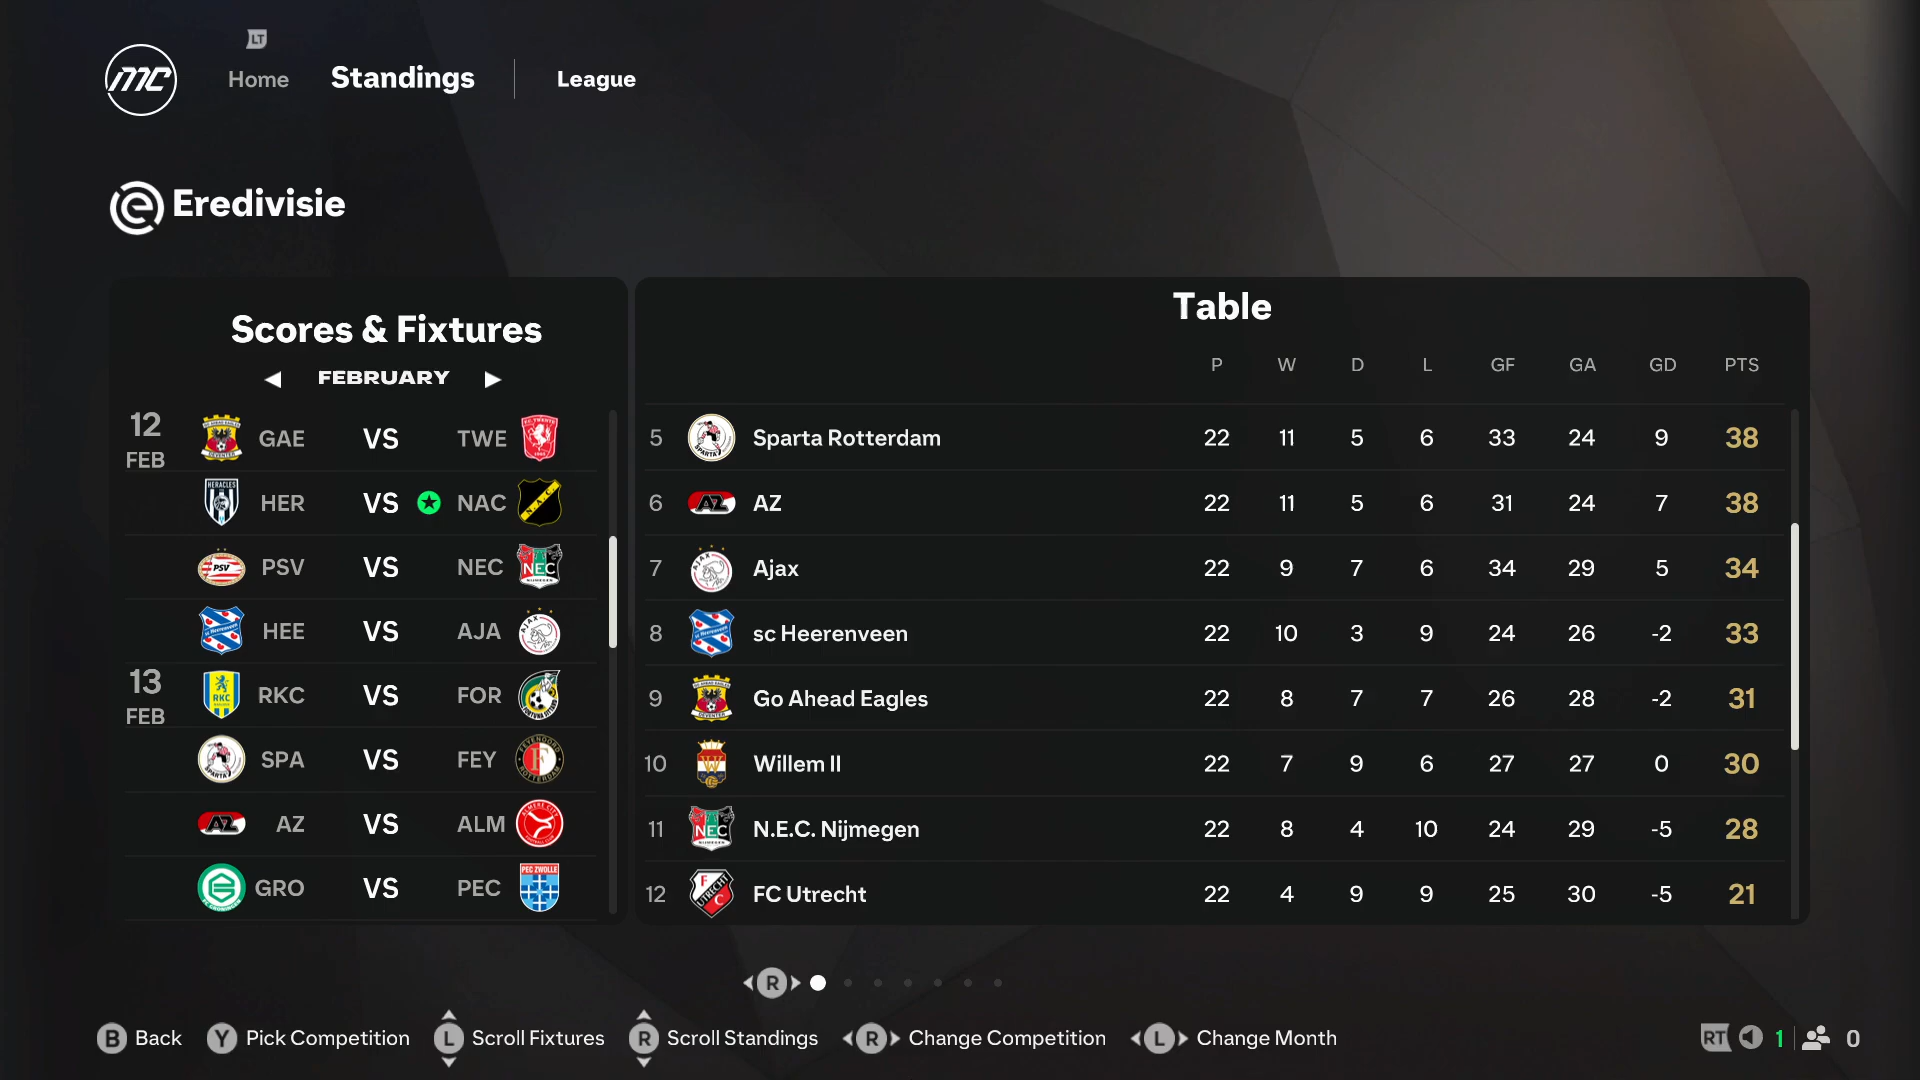 LT
MC Home Standings League
Eredivisie
Scores & Fixtures
FEBRUARY
12 FEB GAE VS TWE
HER VS NAC
PSV VS NEC
HEE VS AJA
13 FEB RKC VS FOR
SPA VS FEY
AZ VS ALM
GRO VS PEC
Table
P W D L GF GA GD PTS
5 Sparta Rotterdam 22 11 5 6 33 24 9 38
6 AZ 22 11 5 6 31 24 7 38
7 Ajax 22 9 7 6 34 29 5 34
8 sc Heerenveen 22 10 3 9 24 26 -2 33
9 Go Ahead Eagles 22 8 7 7 26 28 -2 31
10 Willem II 22 7 9 6 27 27 0 30
11 N.E.C. Nijmegen 22 8 4 10 24 29 -5 28
12 FC Utrecht 22 4 9 9 25 30 -5 21
R
B Back Y Pick Competition L Scroll Fixtures R Scroll Standings R Change Competition L Change Month RT 1 0